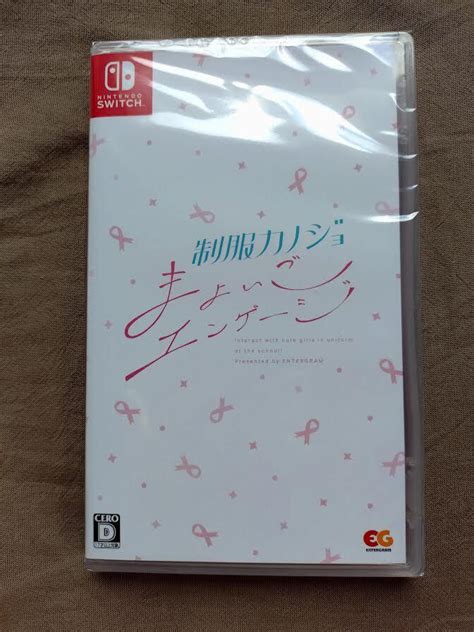 NINTENDO
SWITCH
制服カノジョ
まよいご
エンゲージ
Interact with cute girls in uniform
at the school!
Presented by ENTERGRAM
CERO
D
EG
ENTERGRAM